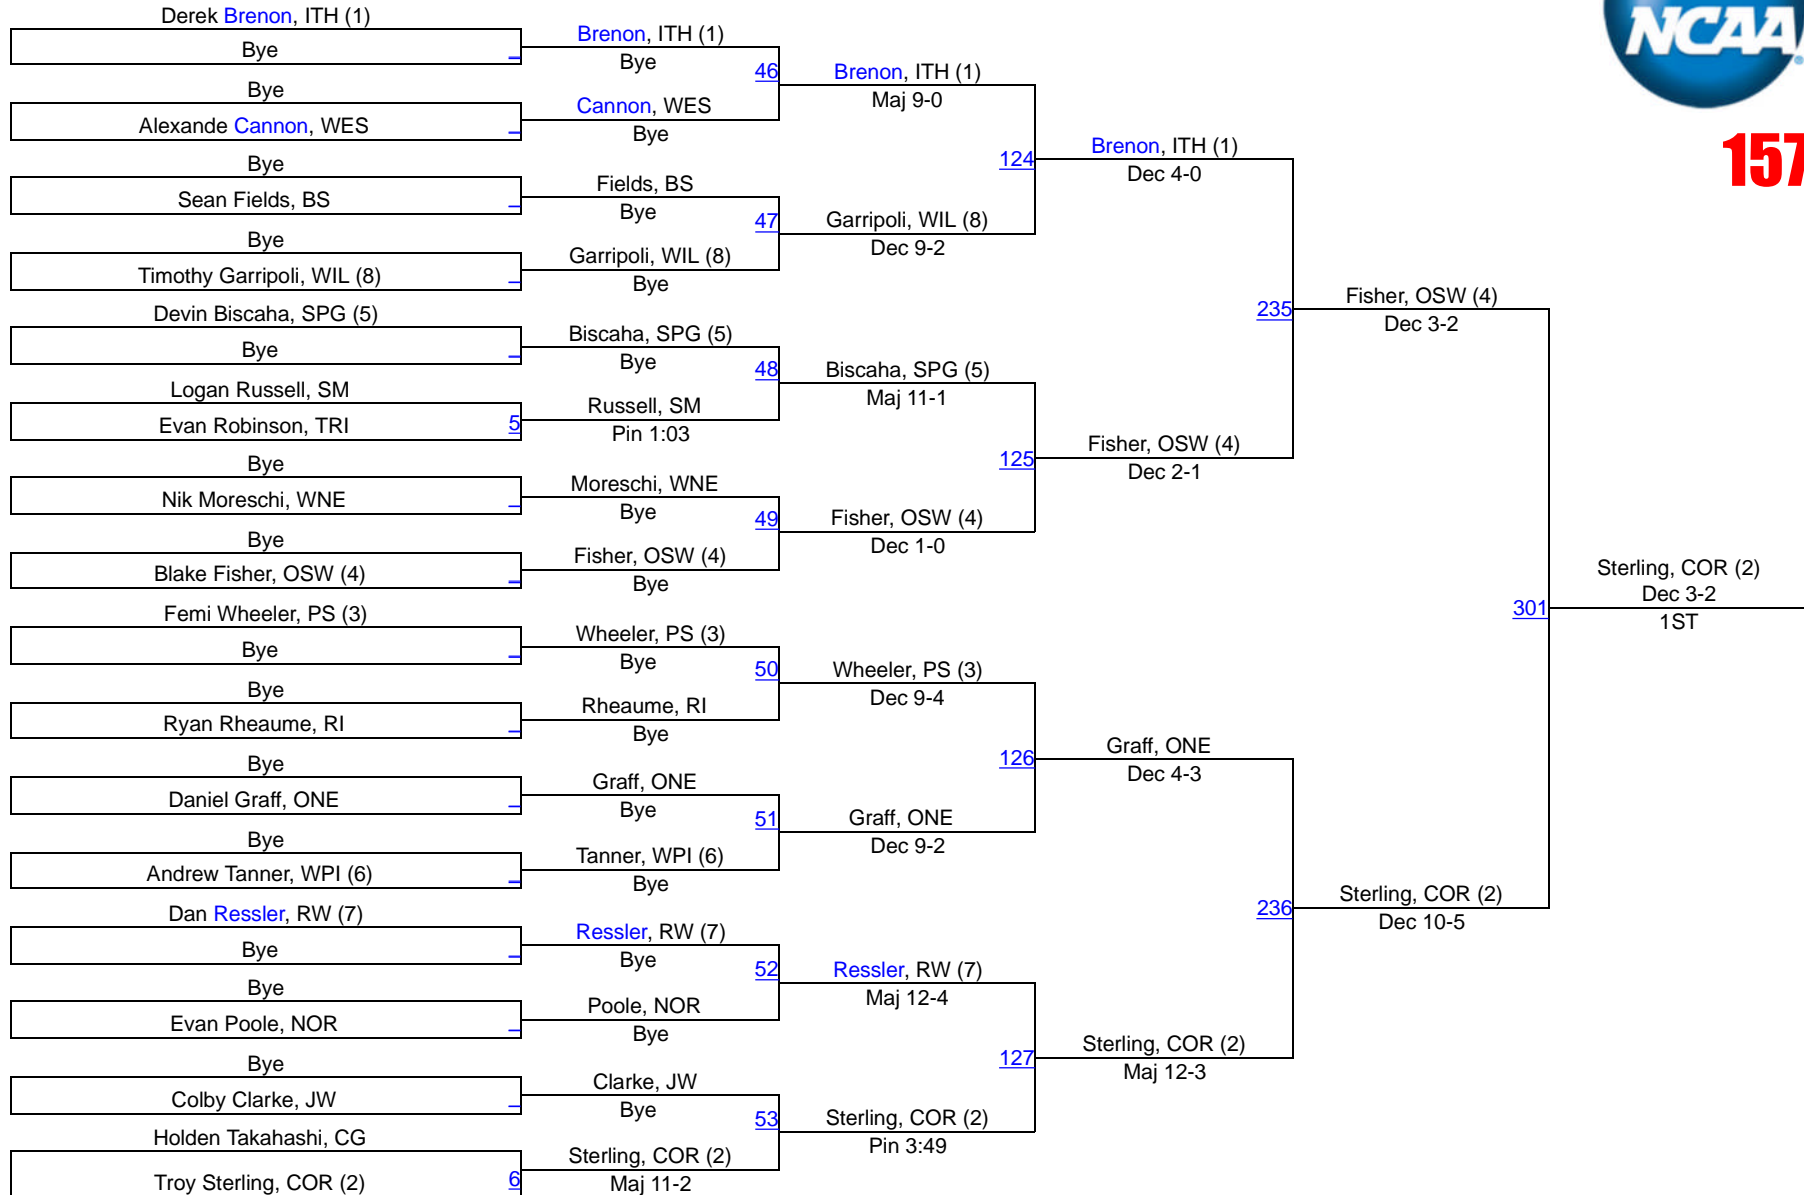 Derek Brenon, ITH (1)
Bye
Bye
Alexande Cannon, WES
Bye
Sean Fields, BS
Bye
Timothy Garripoli, WIL (8)
Devin Biscaha, SPG (5)
Bye
Logan Russell, SM
Evan Robinson, TRI
5
Bye
Nik Moreschi, WNE
Bye
Blake Fisher, OSW (4)
Femi Wheeler, PS (3)
Bye
Bye
Ryan Rheaume, RI
Bye
Daniel Graff, ONE
Bye
Andrew Tanner, WPI (6)
Dan Ressler, RW (7)
Bye
Bye
Evan Poole, NOR
Bye
Colby Clarke, JW
Holden Takahashi, CG
Troy Sterling, COR (2)
6
Brenon, ITH (1)
Bye
46
Cannon, WES
Bye
Fields, BS
Bye
47
Garripoli, WIL (8)
Bye
Biscaha, SPG (5)
Bye
48
Russell, SM
Pin 1:03
Moreschi, WNE
Bye
49
Fisher, OSW (4)
Bye
Wheeler, PS (3)
Bye
50
Rheaume, RI
Bye
Graff, ONE
Bye
51
Tanner, WPI (6)
Bye
Ressler, RW (7)
Bye
52
Poole, NOR
Bye
Clarke, JW
Bye
53
Sterling, COR (2)
Maj 11-2
Brenon, ITH (1)
Maj 9-0
124
Garripoli, WIL (8)
Dec 9-2
Biscaha, SPG (5)
Maj 11-1
125
Fisher, OSW (4)
Dec 1-0
Wheeler, PS (3)
Dec 9-4
126
Graff, ONE
Dec 9-2
Ressler, RW (7)
Maj 12-4
127
Sterling, COR (2)
Pin 3:49
Brenon, ITH (1)
Dec 4-0
235
Fisher, OSW (4)
Dec 2-1
Graff, ONE
Dec 4-3
236
Sterling, COR (2)
Maj 12-3
Fisher, OSW (4)
Dec 3-2
301
Sterling, COR (2)
Dec 10-5
Sterling, COR (2)
Dec 3-2
1ST
NCAA
157